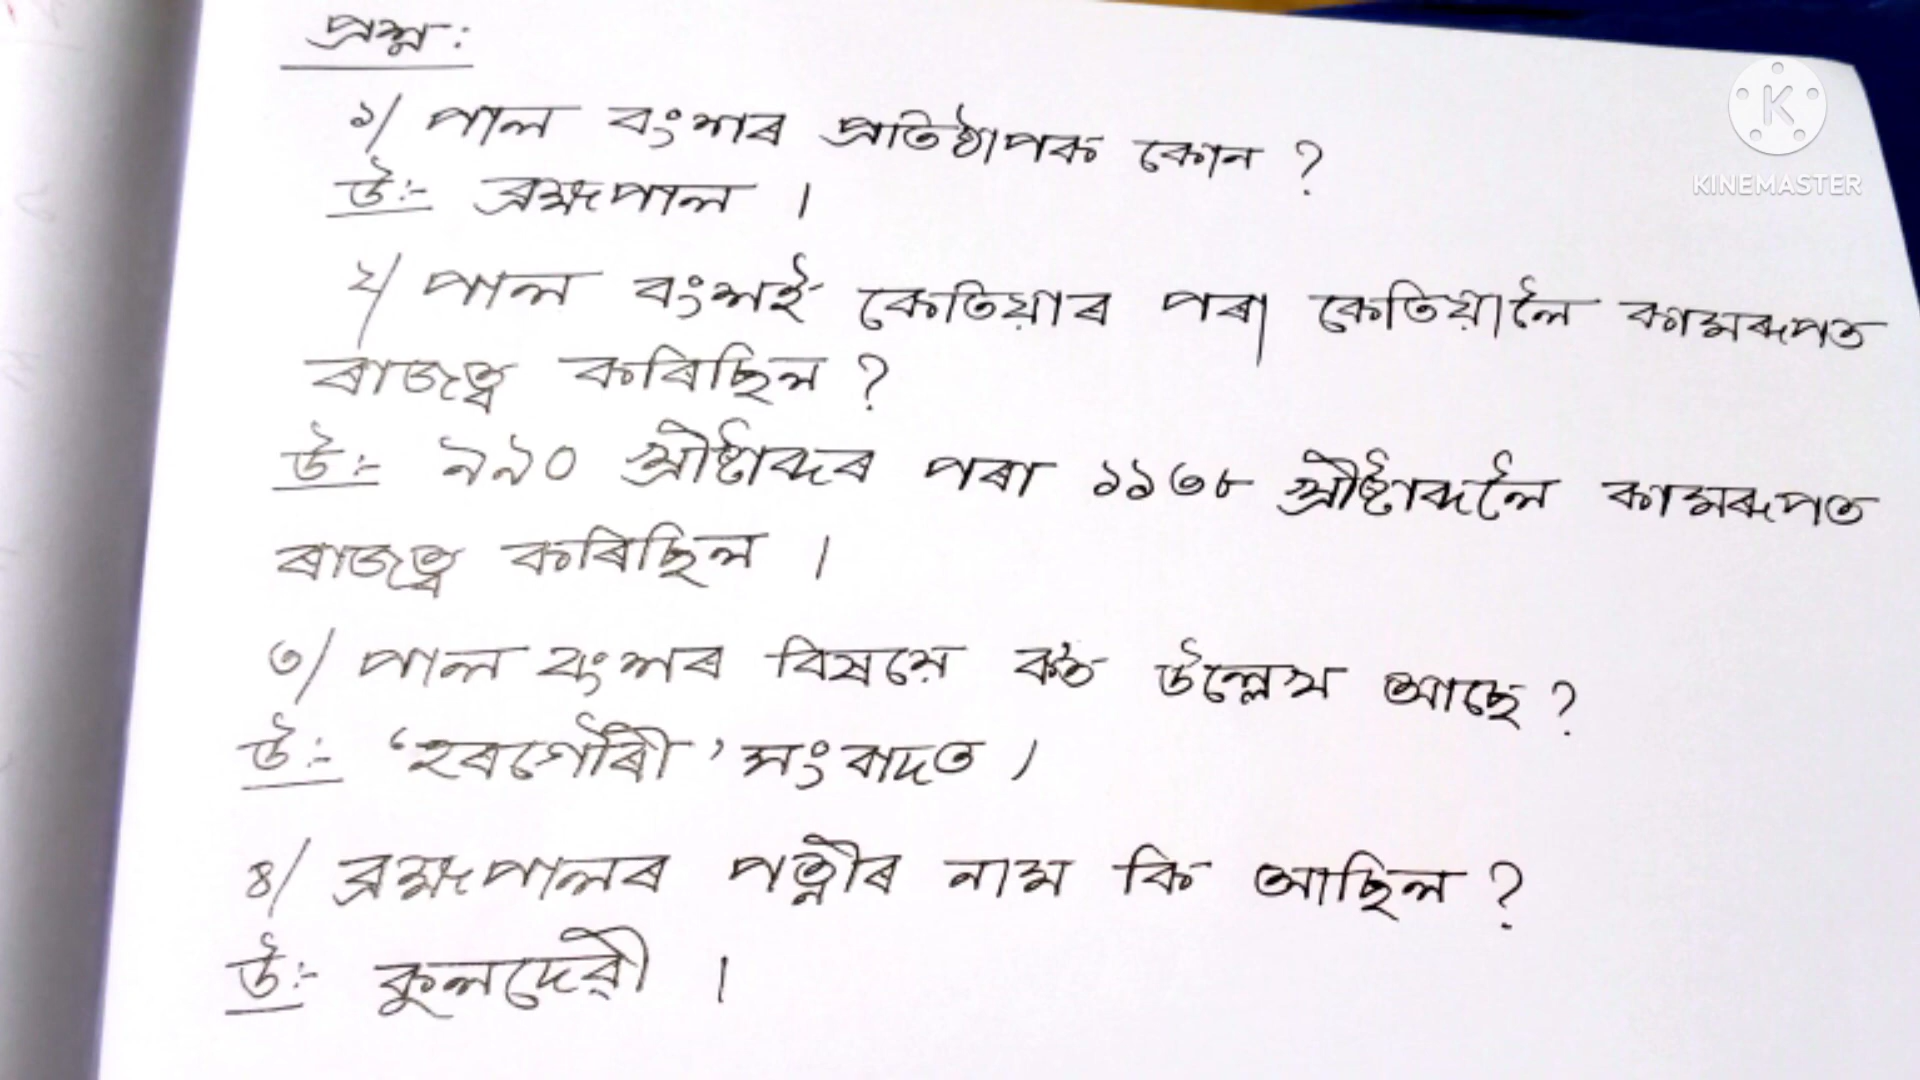 প্ৰশ্ন:
১/ পাল বংশৰ প্ৰতিষ্ঠাপক কোন ?
উ:- ব্ৰহ্মপাল ।
২/ পাল বংশই কেতিয়াৰ পৰা কেতিয়ালৈ কামৰূপত
ৰাজত্ব কৰিছিল ?
উ:- ৯৯০ খ্ৰীষ্টাব্দৰ পৰা ১১৩৮ খ্ৰীষ্টাব্দলৈ কামৰূপত
ৰাজত্ব কৰিছিল ।
৩/ পাল বংশৰ বিষয়ে ক'ত উল্লেখ আছে ?
উ:- 'হৰগৌৰী' সংবাদত ।
৪/ ব্ৰহ্মপালৰ পত্নীৰ নাম কি আছিল ?
উ:- কুলদেৱী ।
KINEMASTER